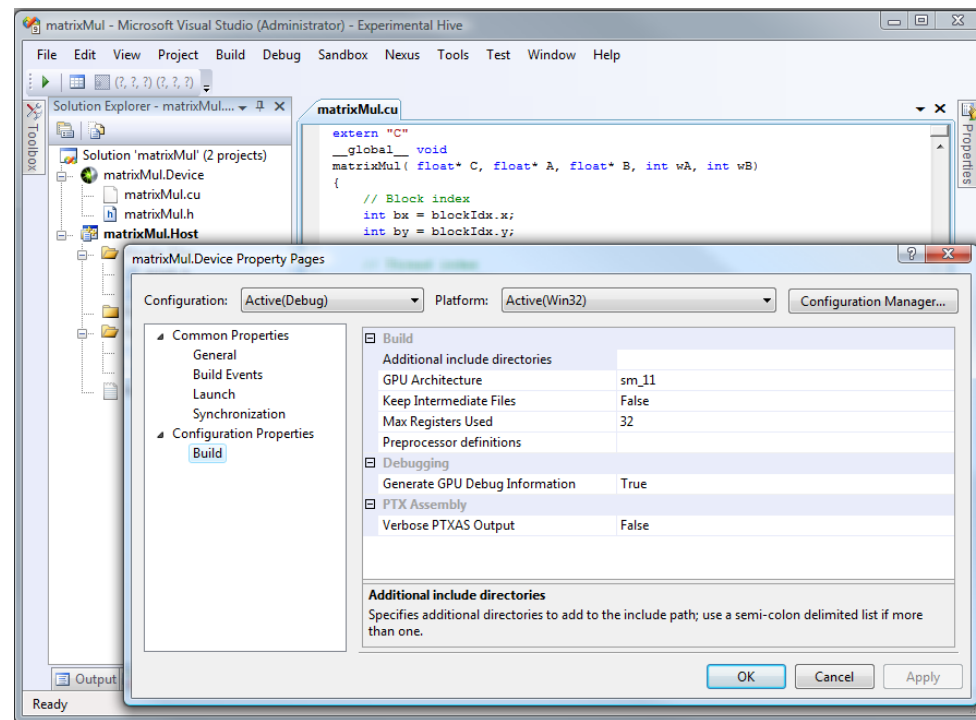 matrixMul - Microsoft Visual Studio (Administrator) - Experimental Hive
File Edit View Project Build Debug Sandbox Nexus Tools Test Window Help
(?, ?, ?) (?, ?, ?)
Toolbox
Solution Explorer - matrixMul....
Solution 'matrixMul' (2 projects)
matrixMul.Device
matrixMul.cu
matrixMul.h
matrixMul.Host
matrixMul.cu
extern "C"
__global__ void
matrixMul( float* C, float* A, float* B, int wA, int wB)
{
// Block index
int bx = blockIdx.x;
int by = blockIdx.y;
Properties
matrixMul.Device Property Pages
Configuration: Active(Debug) Platform: Active(Win32) Configuration Manager...
Common Properties
General
Build Events
Launch
Synchronization
Configuration Properties
Build
Build
Additional include directories
GPU Architecture sm_11
Keep Intermediate Files False
Max Registers Used 32
Preprocessor definitions
Debugging
Generate GPU Debug Information True
PTX Assembly
Verbose PTXAS Output False
Additional include directories
Specifies additional directories to add to the include path; use a semi-colon delimited list if more
than one.
OK Cancel Apply
Output
Ready